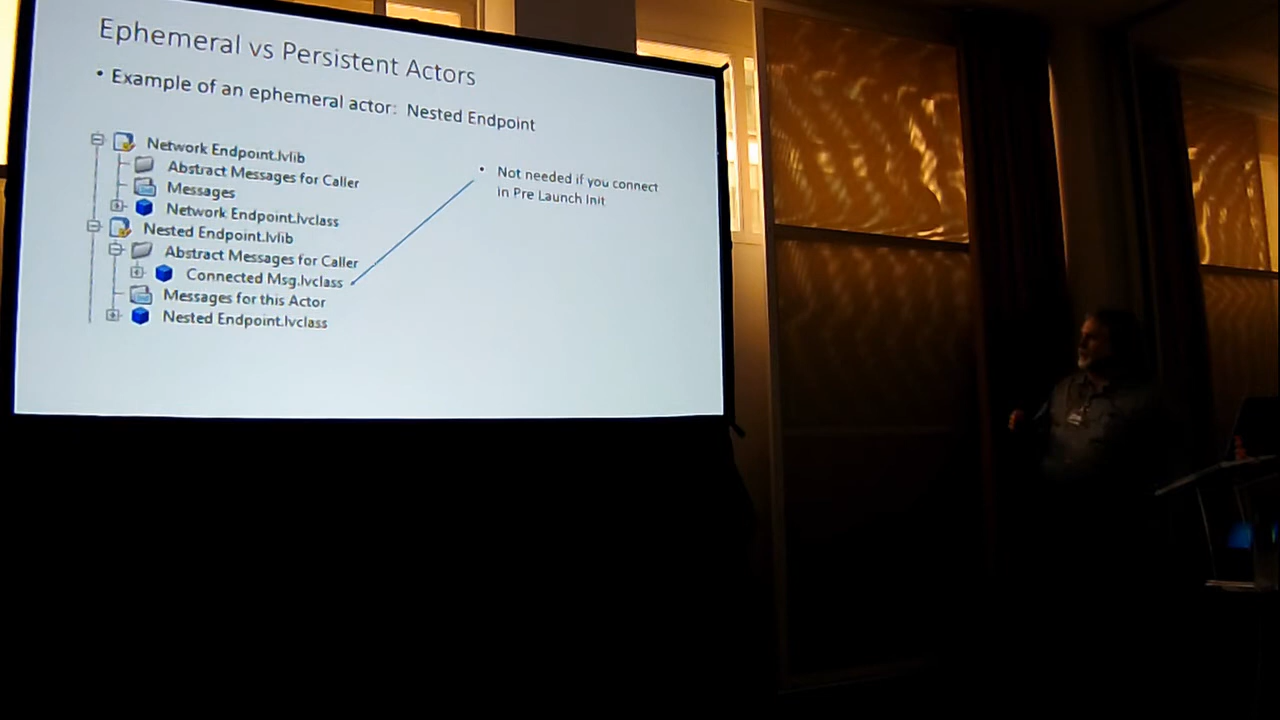 Ephemeral vs Persistent Actors
• Example of an ephemeral actor: Nested Endpoint
Network Endpoint.lvlib
Abstract Messages for Caller
Messages
Network Endpoint.lvclass
Nested Endpoint.lvlib
Abstract Messages for Caller
Connected Msg.lvclass
Messages for this Actor
Nested Endpoint.lvclass
• Not needed if you connect
in Pre Launch Init